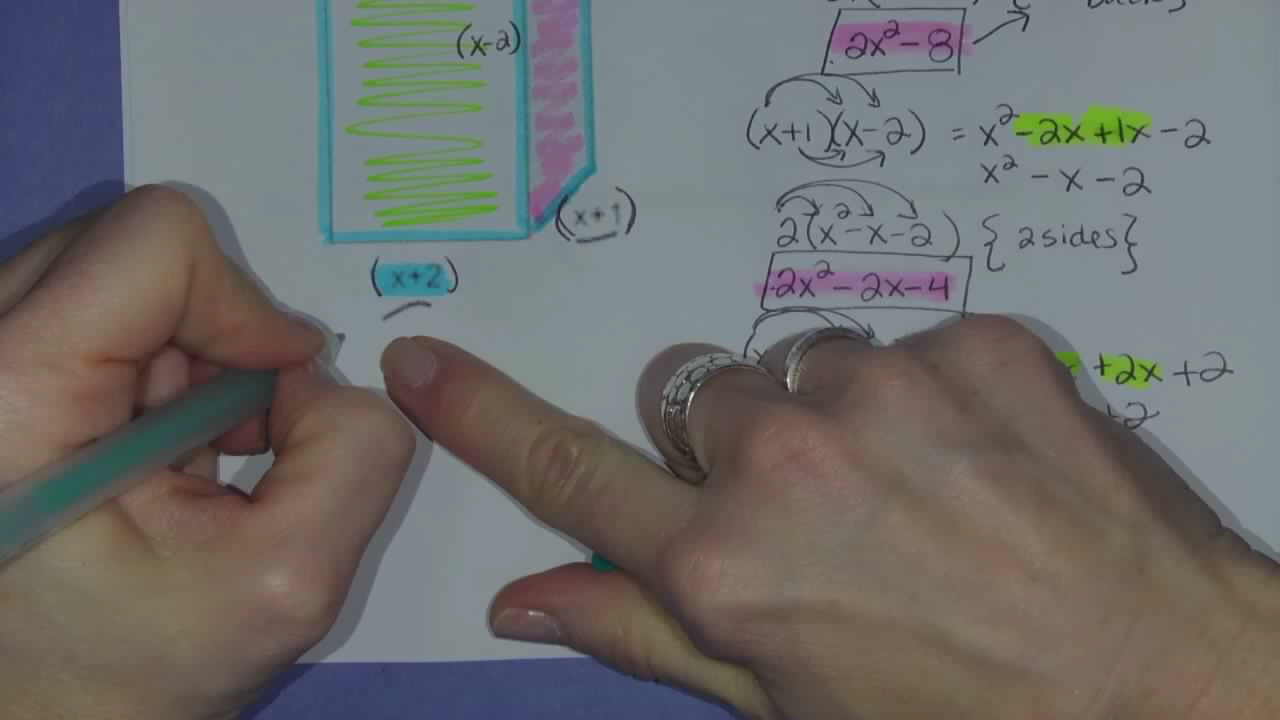 (x-2)
(x+1)
(x+2)
2x²-8
(x+1)(x-2) = x²-2x+1x-2
x²-x-2
2(x²-x-2) {2sides}
2x²-2x-4
+2x+2
+2